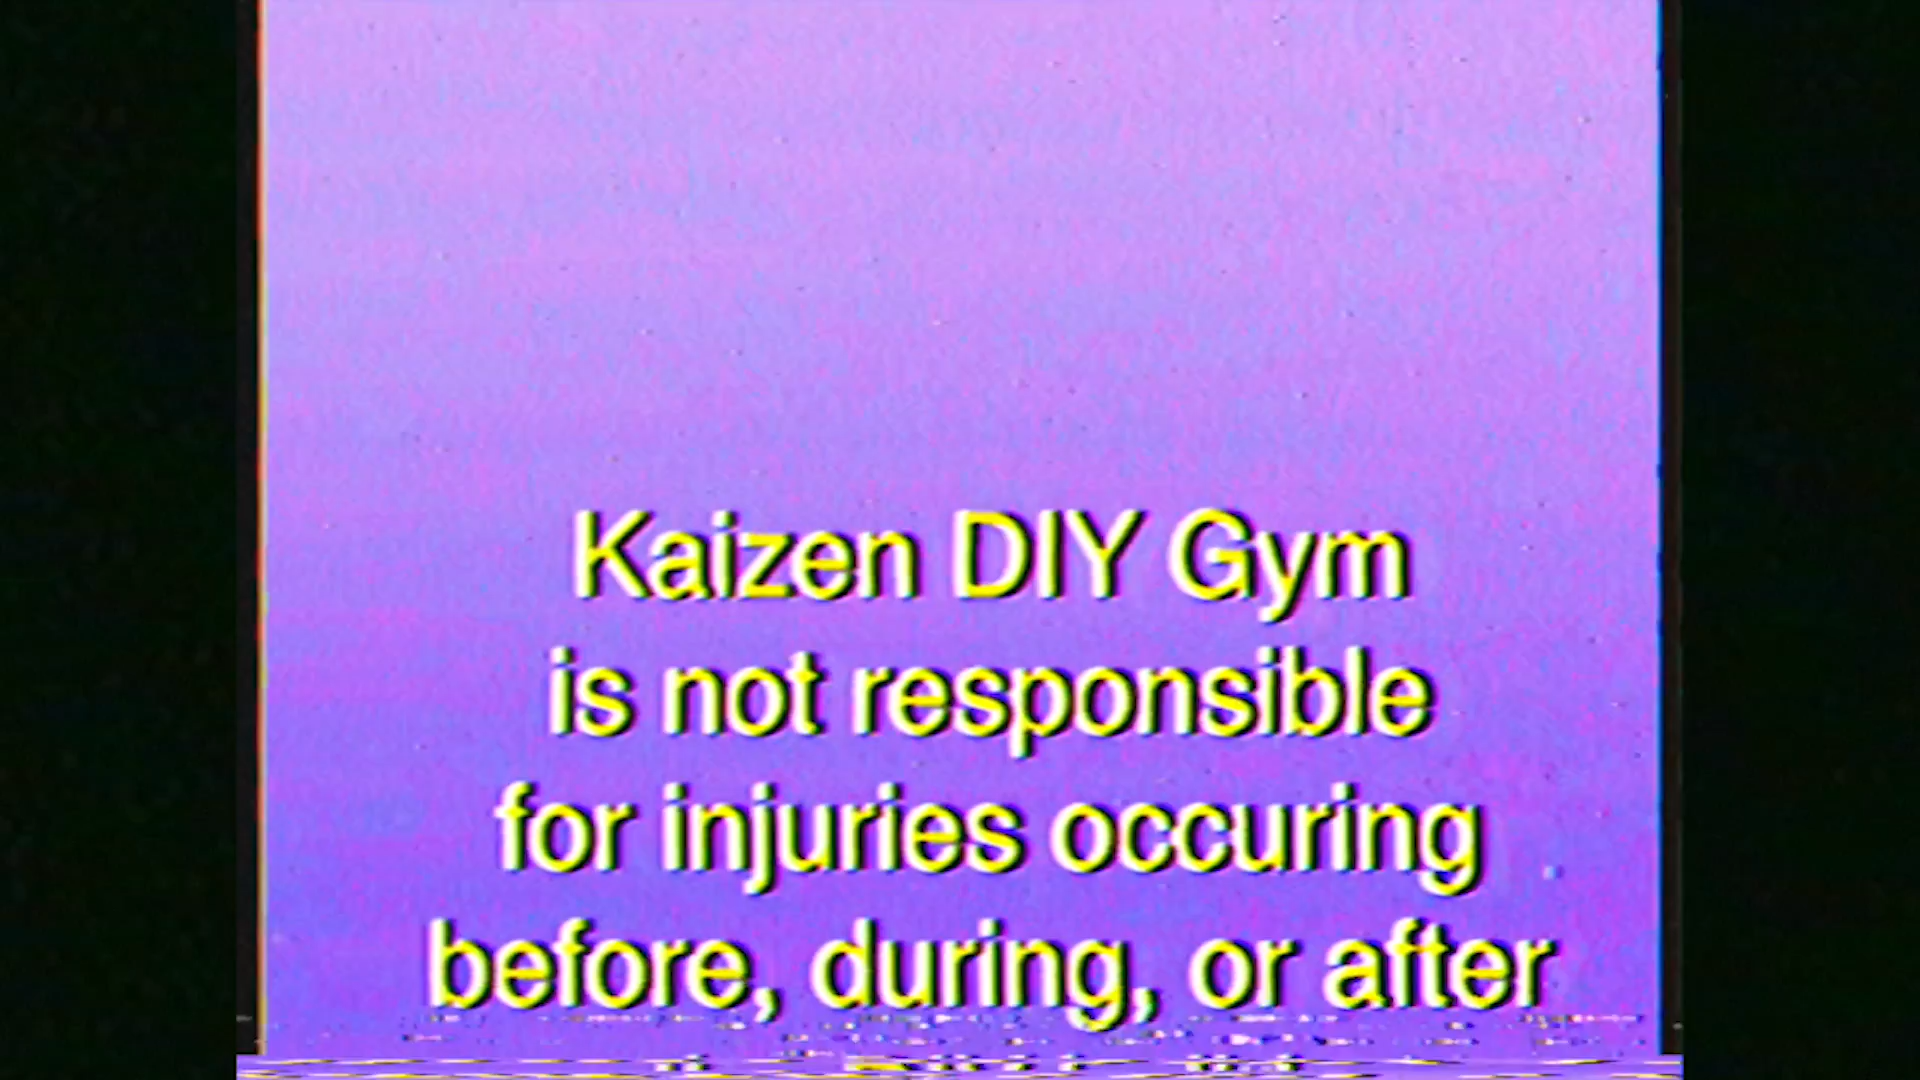 Kaizen DIY Gym
is not responsible
for injuries occuring
before, during, or after